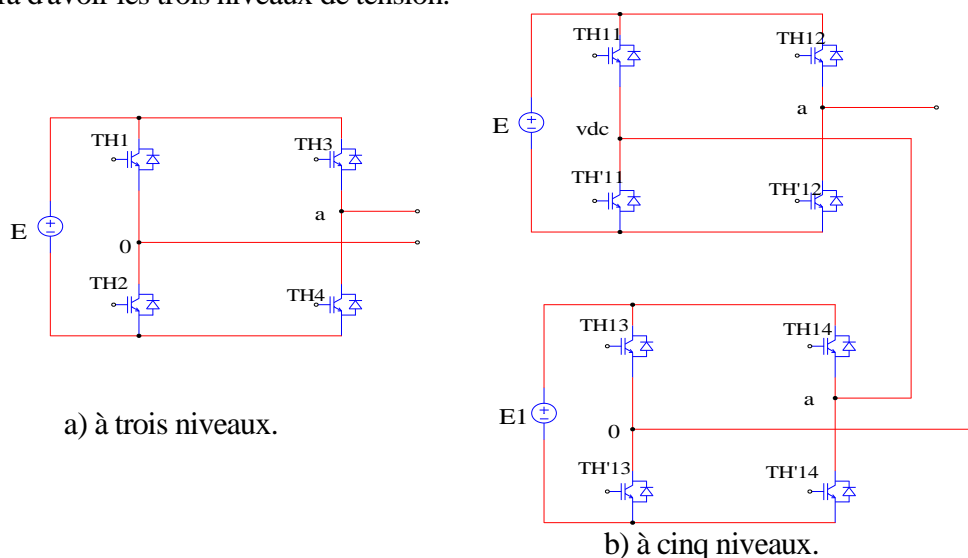 ra d'avoir les trois niveaux de tension.
TH1
TH3
E
a
0
TH2
TH4
a) à trois niveaux.
TH11
TH12
a
E
vdc
TH'11
TH'12
TH13
TH14
a
E1
0
TH'13
TH'14
b) à cinq niveaux.